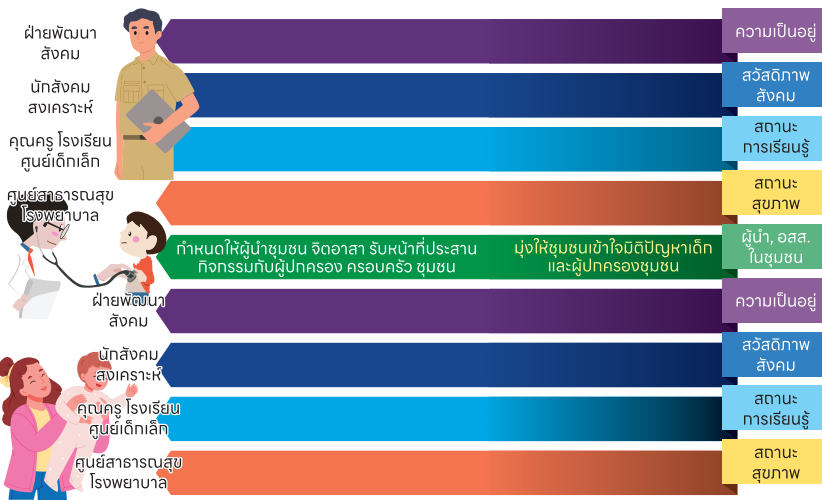 ฝ่ายพัฒนา
สังคม
ความเป็นอยู่
นักสังคม
สงเคราะห์
สวัสดิภาพ
สังคม
คุณครู โรงเรียน
ศูนย์เด็กเล็ก
สถานะ
การเรียนรู้
ศูนย์สาธารณสุข
โรงพยาบาล
สถานะ
สุขภาพ
กำหนดให้ผู้นำชุมชน จิตอาสา รับหน้าที่ประสาน
กิจกรรมกับผู้ปกครอง ครอบครัว ชุมชน
มุ่งให้ชุมชนเข้าใจมิติปัญหาเด็ก
และผู้ปกครองชุมชน
ผู้นำ, อสส.
ในชุมชน
ฝ่ายพัฒนา
สังคม
ความเป็นอยู่
นักสังคม
สงเคราะห์
สวัสดิภาพ
สังคม
คุณครู โรงเรียน
ศูนย์เด็กเล็ก
สถานะ
การเรียนรู้
ศูนย์สาธารณสุข
โรงพยาบาล
สถานะ
สุขภาพ